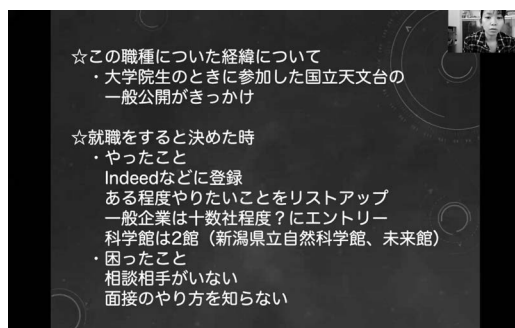 ☆この職種についた経緯について
・大学院生のときに参加した国立天文台の
一般公開がきっかけ
☆就職をすると決めた時
・やったこと
Indeedなどに登録
ある程度やりたいことをリストアップ
一般企業は十数社程度？にエントリー
科学館は2館（新潟県立自然科学館、未来館）
・困ったこと
相談相手がいない
面接のやり方を知らない